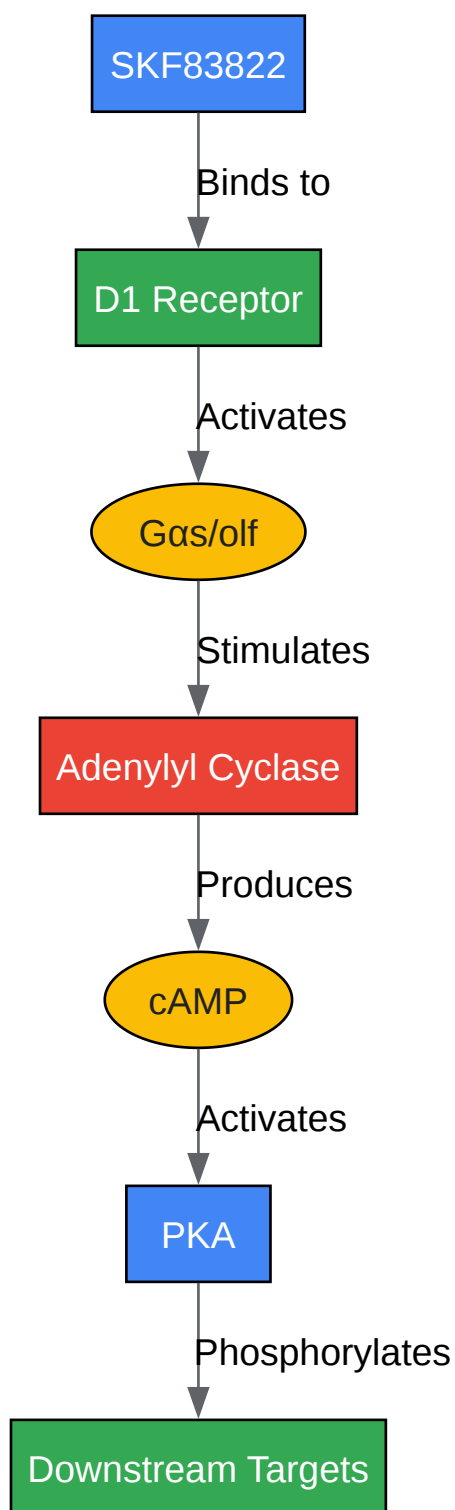 SKF83822
Binds to
D1 Receptor
Activates
Gαs/olf
Stimulates
Adenylyl Cyclase
Produces
cAMP
Activates
PKA
Phosphorylates
Downstream Targets